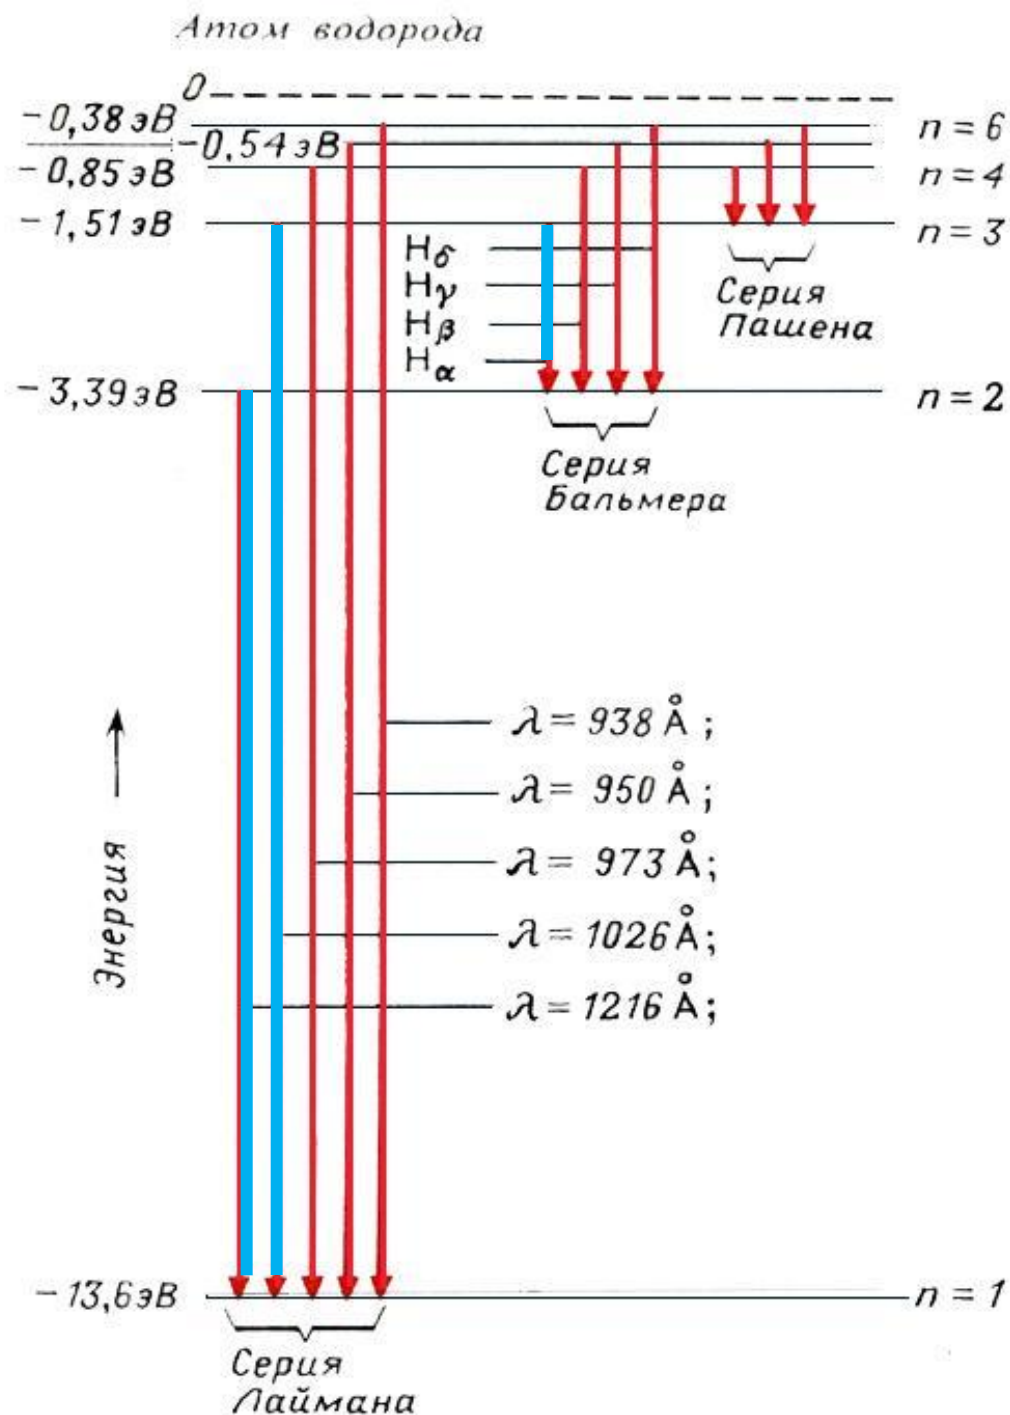 Атом водорода
0
−0,38 эВ
n = 6
−0,54 эВ
−0,85 эВ
n = 4
−1,51 эВ
n = 3
Hδ
Hγ
Hβ
Hα
Серия
Пашена
−3,39 эВ
n = 2
Серия
Бальмера
λ = 938 Å ;
λ = 950 Å ;
λ = 973 Å;
λ = 1026 Å;
λ = 1216 Å;
Энергия
−13,6 эВ
n = 1
Серия
Лаймана